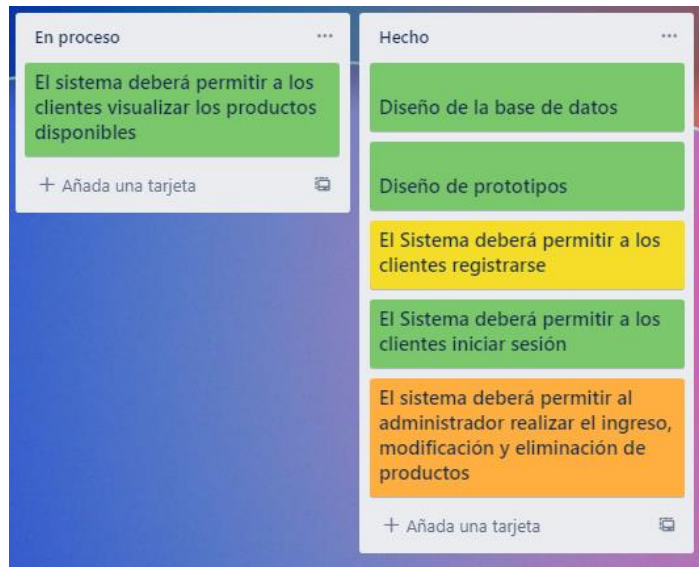 En proceso
El sistema deberá permitir a los
clientes visualizar los productos
disponibles
+ Añada una tarjeta
Hecho
Diseño de la base de datos
Diseño de prototipos
El Sistema deberá permitir a los
clientes registrarse
El Sistema deberá permitir a los
clientes iniciar sesión
El sistema deberá permitir al
administrador realizar el ingreso,
modificación y eliminación de
productos
+ Añada una tarjeta